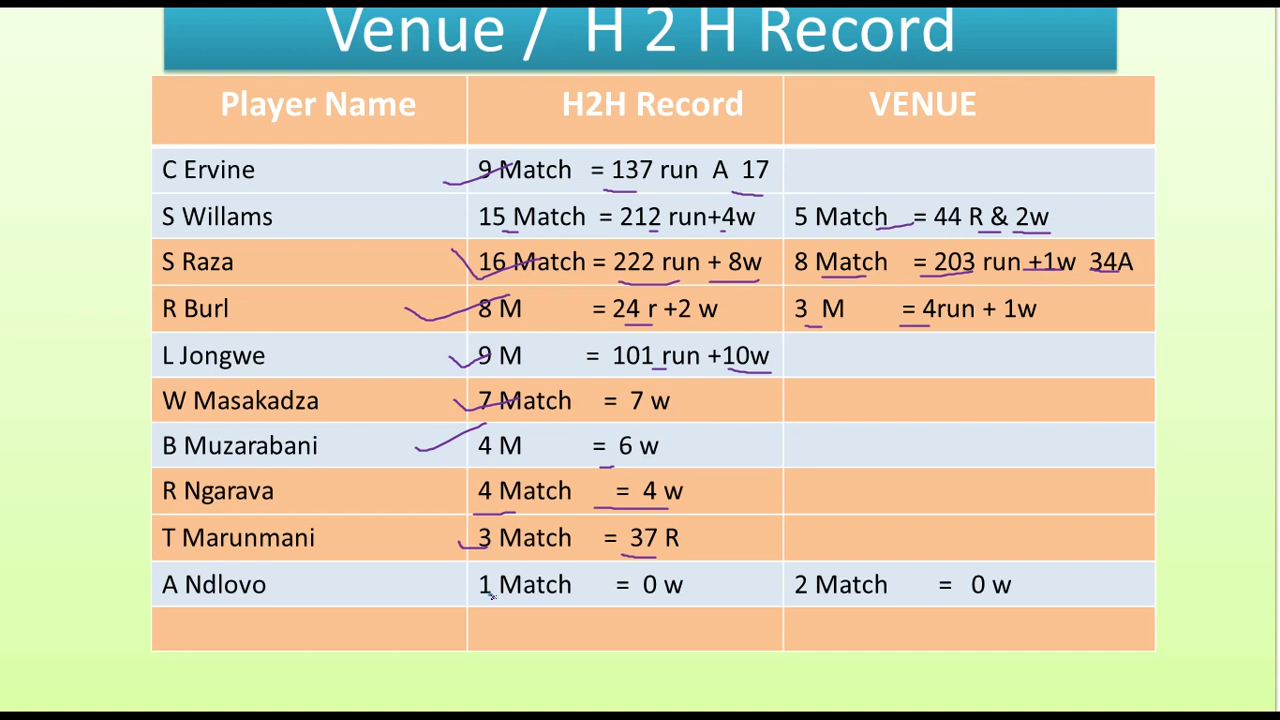 Venue / H 2 H Record
Player Name H2H Record VENUE
C Ervine 9 Match = 137 run A 17
S Willams 15 Match = 212 run+4w 5 Match = 44 R & 2w
S Raza 16 Match = 222 run + 8w 8 Match = 203 run +1w 34A
R Burl 8 M = 24 r +2 w 3 M = 4run + 1w
L Jongwe 9 M = 101 run +10w
W Masakadza 7 Match = 7 w
B Muzarabani 4 M = 6 w
R Ngarava 4 Match = 4 w
T Marunmani 3 Match = 37 R
A Ndlovo 1 Match = 0 w 2 Match = 0 w